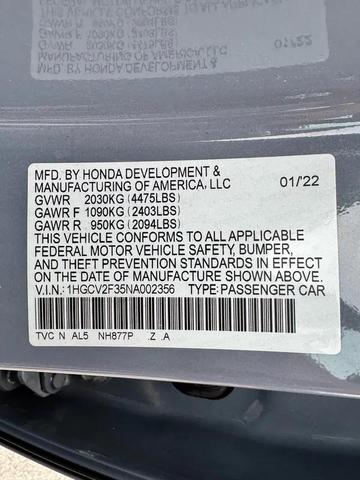 MFD. BY HONDA DEVELOPMENT &
MANUFACTURING OF AMERICA, LLC 01/22
GVWR 2030KG (4475LBS)
GAWR F 1090KG (2403LBS)
GAWR R 950KG (2094LBS)
THIS VEHICLE CONFORMS TO ALL APPLICABLE
FEDERAL MOTOR VEHICLE SAFETY, BUMPER,
AND THEFT PREVENTION STANDARDS IN EFFECT
ON THE DATE OF MANUFACTURE SHOWN ABOVE.
V.I.N.: 1HGCV2F35NA002356 TYPE: PASSENGER CAR
TVC N AL5 NH877P .Z .A